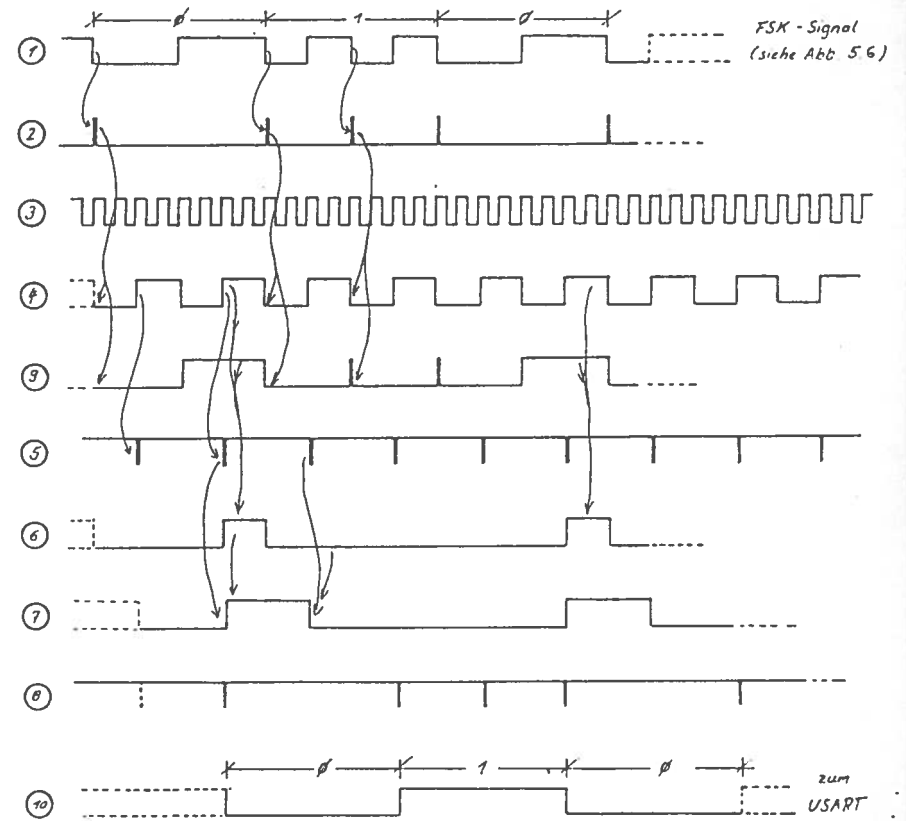 ø 1 ø
① FSK - Signal
(siehe Abb 5.6)
②
③
④
⑨
⑤
⑥
⑦
⑧
ø 1 ø
⑩ zum
USART